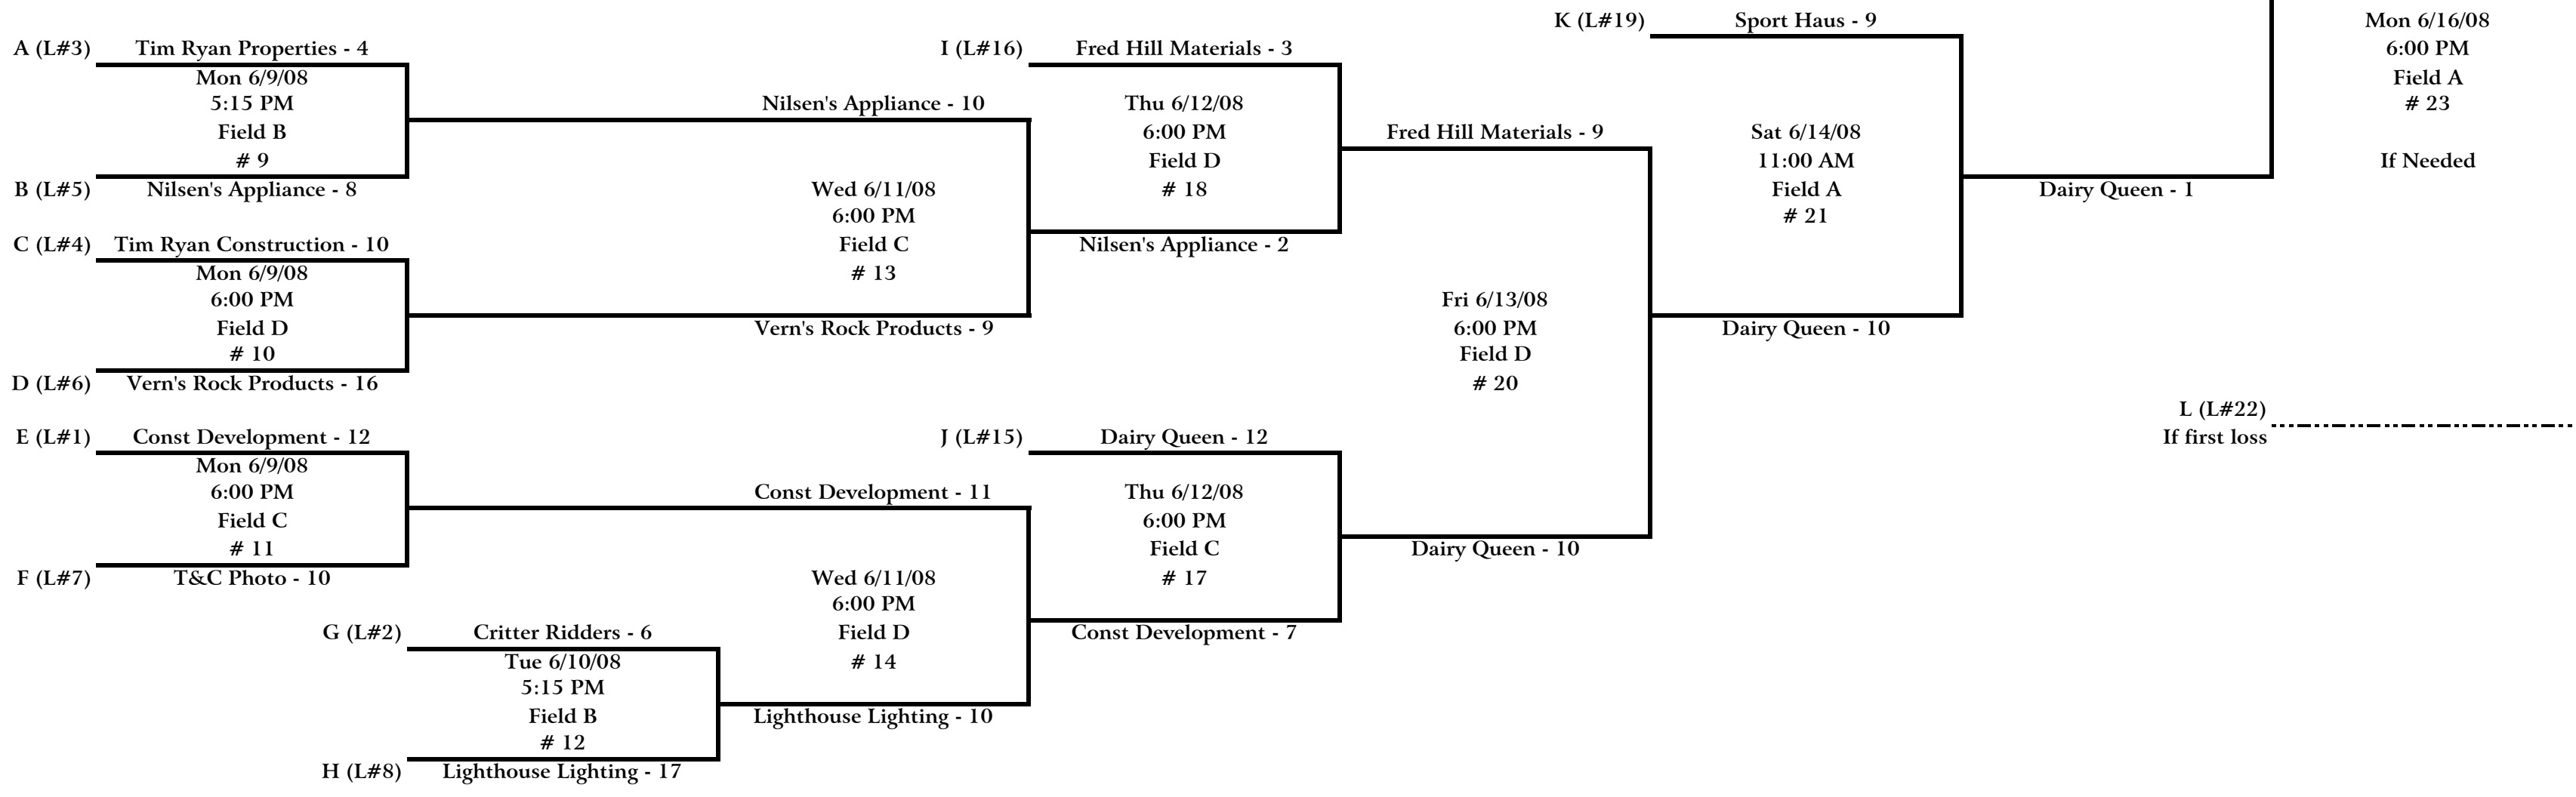 A (L#3)
Tim Ryan Properties - 4
Mon 6/9/08
5:15 PM
Field B
# 9
B (L#5)
Nilsen's Appliance - 8
C (L#4)
Tim Ryan Construction - 10
Mon 6/9/08
6:00 PM
Field D
# 10
D (L#6)
Vern's Rock Products - 16
E (L#1)
Const Development - 12
Mon 6/9/08
6:00 PM
Field C
# 11
F (L#7)
T&C Photo - 10
G (L#2)
Critter Ridders - 6
Tue 6/10/08
5:15 PM
Field B
# 12
H (L#8)
Lighthouse Lighting - 17
Nilsen's Appliance - 10
Wed 6/11/08
6:00 PM
Field C
# 13
Vern's Rock Products - 9
Const Development - 11
Wed 6/11/08
6:00 PM
Field D
# 14
Lighthouse Lighting - 10
I (L#16)
Fred Hill Materials - 3
Thu 6/12/08
6:00 PM
Field D
# 18
Nilsen's Appliance - 2
J (L#15)
Dairy Queen - 12
Thu 6/12/08
6:00 PM
Field C
# 17
Const Development - 7
Fred Hill Materials - 9
Fri 6/13/08
6:00 PM
Field D
# 20
Dairy Queen - 10
K (L#19)
Sport Haus - 9
Sat 6/14/08
11:00 AM
Field A
# 21
Dairy Queen - 10
Dairy Queen - 1
Mon 6/16/08
6:00 PM
Field A
# 23
If Needed
L (L#22)
If first loss